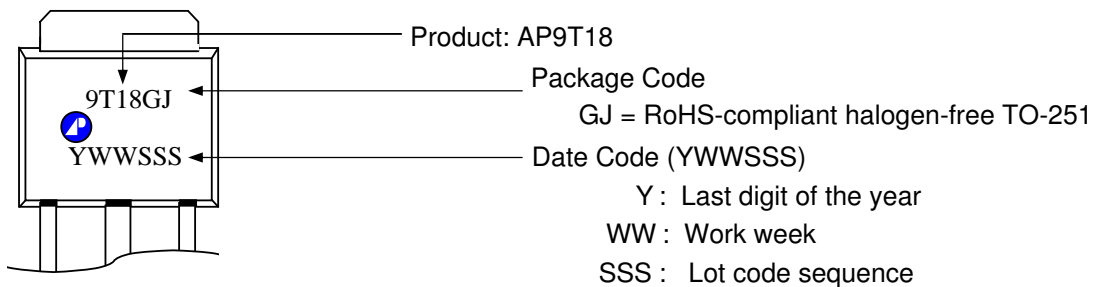 Product: AP9T18
Package Code
9T18GJ
GJ = RoHS-compliant halogen-free TO-251
YWWSSS
Date Code (YWWSSS)
Y : Last digit of the year
WW : Work week
SSS : Lot code sequence